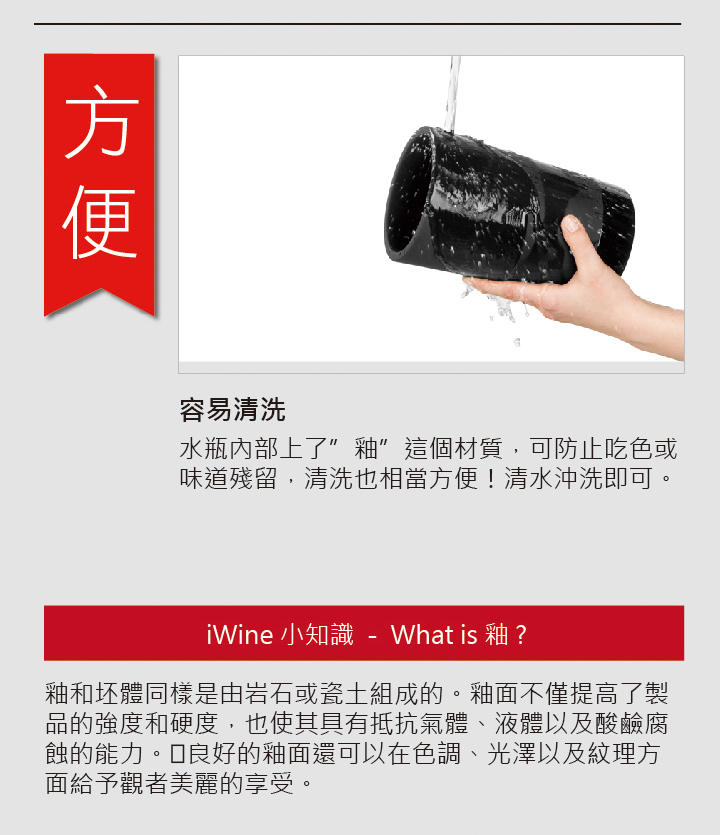 方便
容易清洗
水瓶內部上了”釉”這個材質，可防止吃色或
味道殘留，清洗也相當方便！清水沖洗即可。
iWine 小知識 - What is 釉？
釉和坯體同樣是由岩石或瓷土組成的。釉面不僅提高了製
品的強度和硬度，也使其具有抵抗氣體、液體以及酸鹼腐
蝕的能力。▯良好的釉面還可以在色調、光澤以及紋理方
面給予觀者美麗的享受。